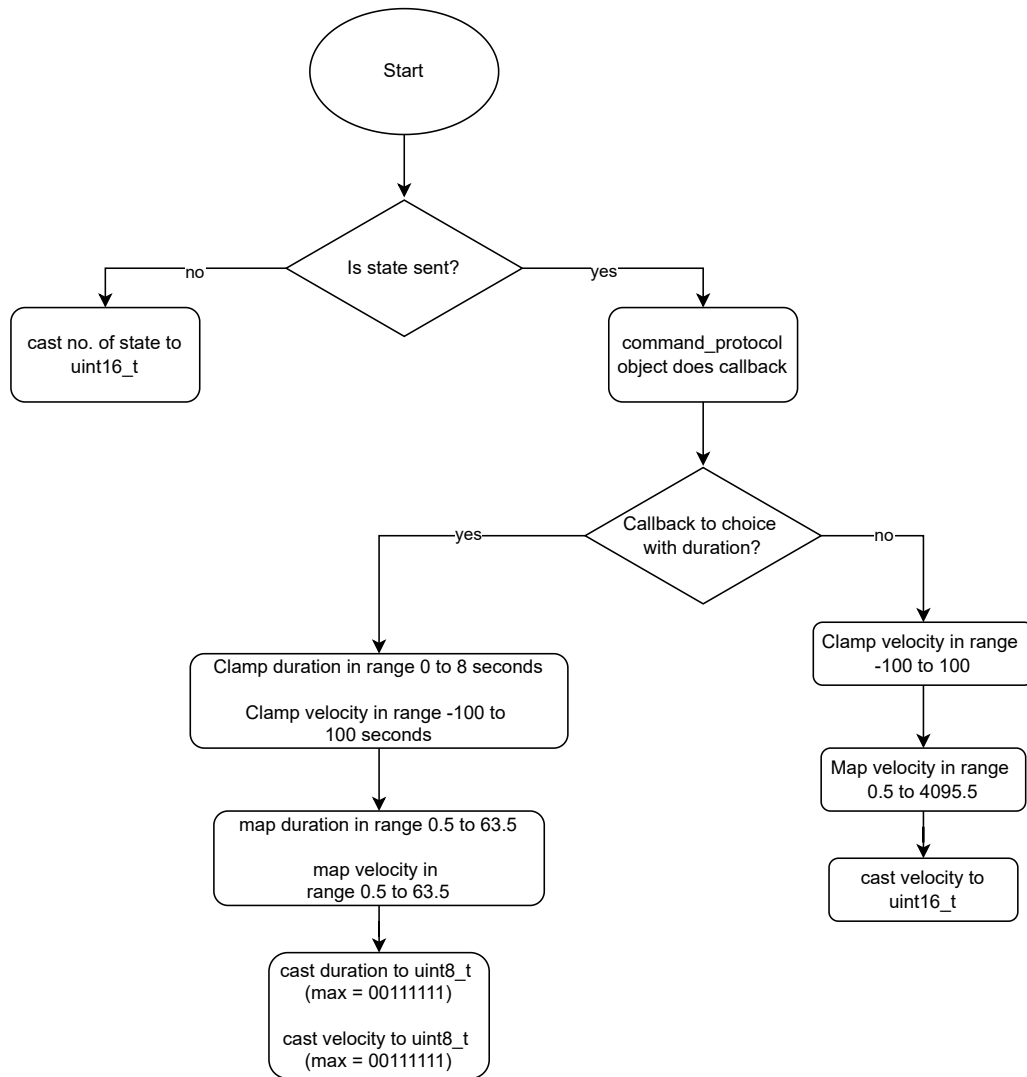 Start
Is state sent?
no
yes
cast no. of state to
uint16_t
command_protocol
object does callback
Callback to choice
with duration?
yes
no
Clamp duration in range 0 to 8 seconds
Clamp velocity in range -100 to
100 seconds
Clamp velocity in range
-100 to 100
map duration in range 0.5 to 63.5
map velocity in
range 0.5 to 63.5
Map velocity in range
0.5 to 4095.5
cast velocity to
uint16_t
cast duration to uint8_t
(max = 00111111)
cast velocity to uint8_t
(max = 00111111)